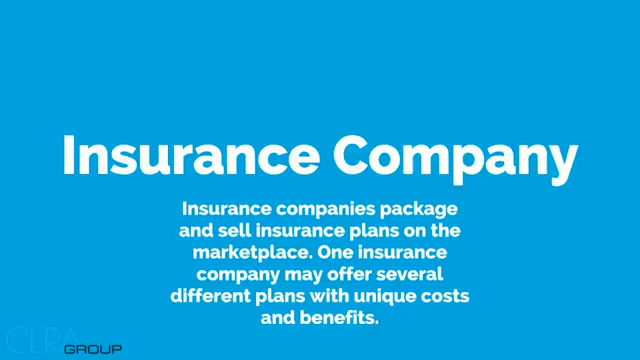 Insurance Company
Insurance companies package
and sell insurance plans on the
marketplace. One insurance
company may offer several
different plans with unique costs
and benefits.
CLRA
GROUP